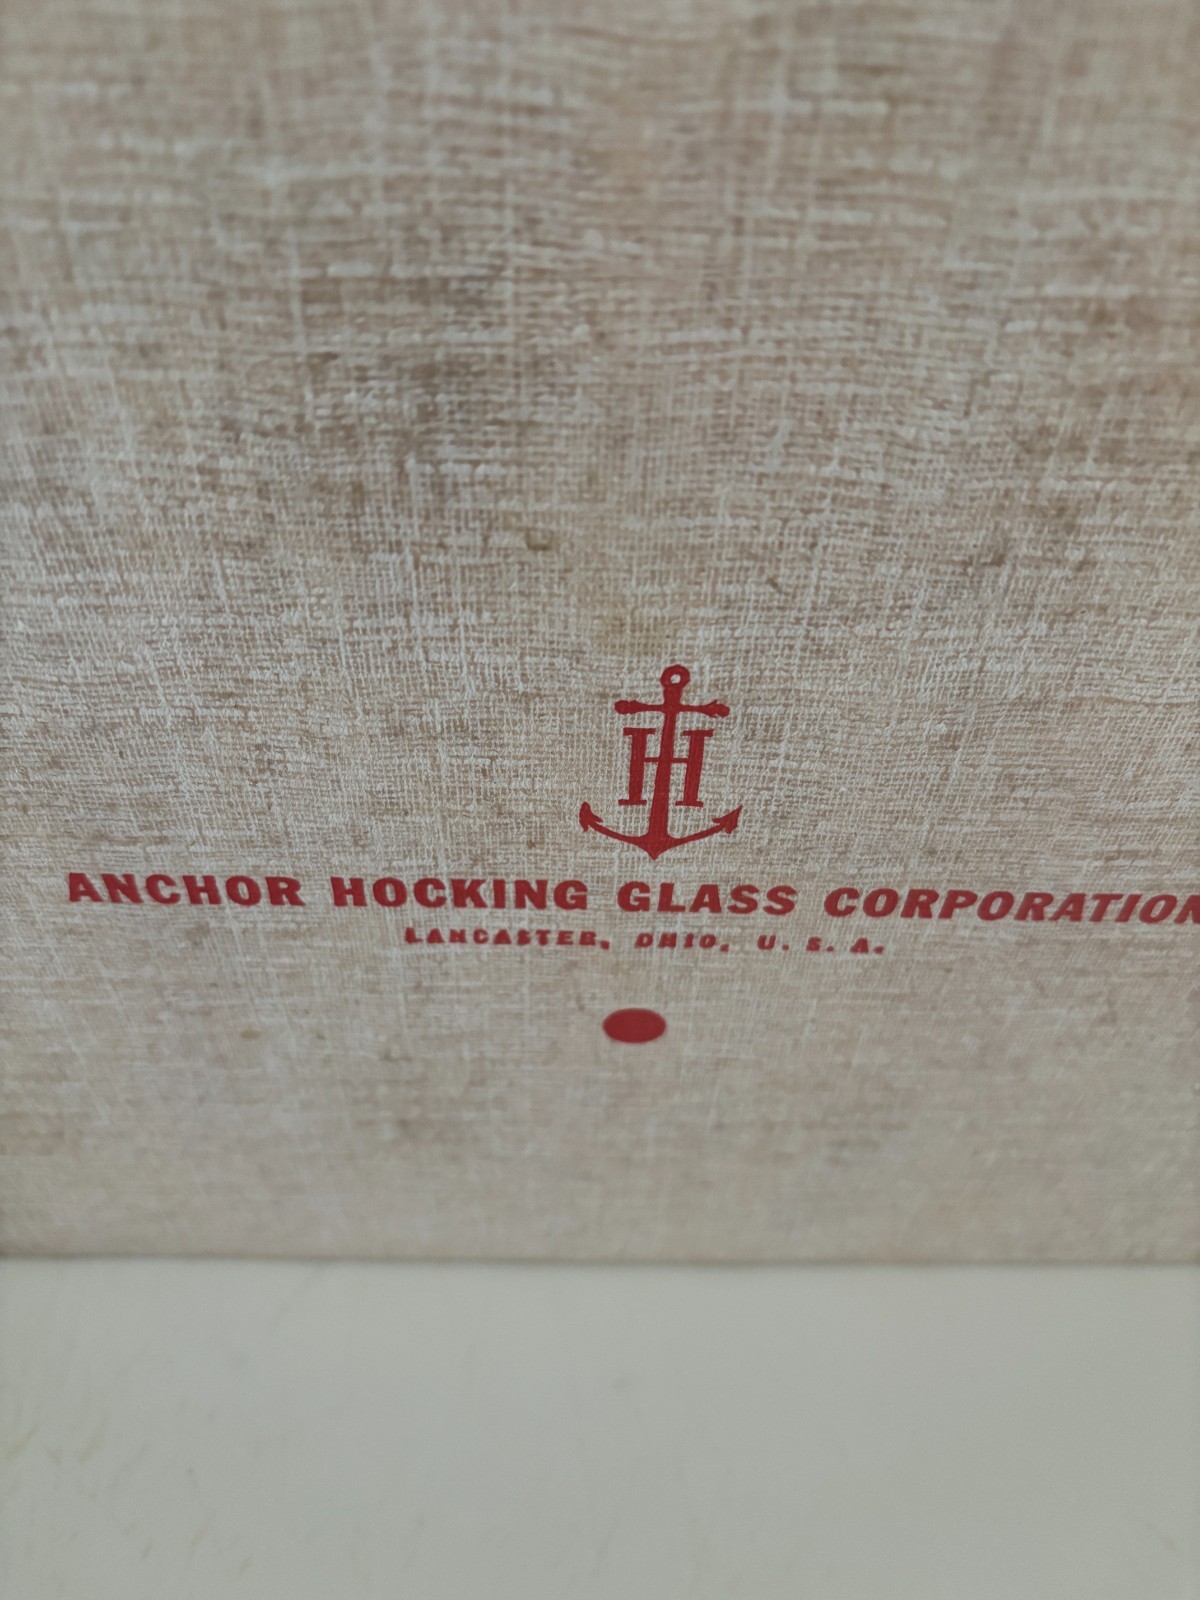 H
ANCHOR HOCKING GLASS CORPORATION
LANCASTER, OHIO, U. S. A.